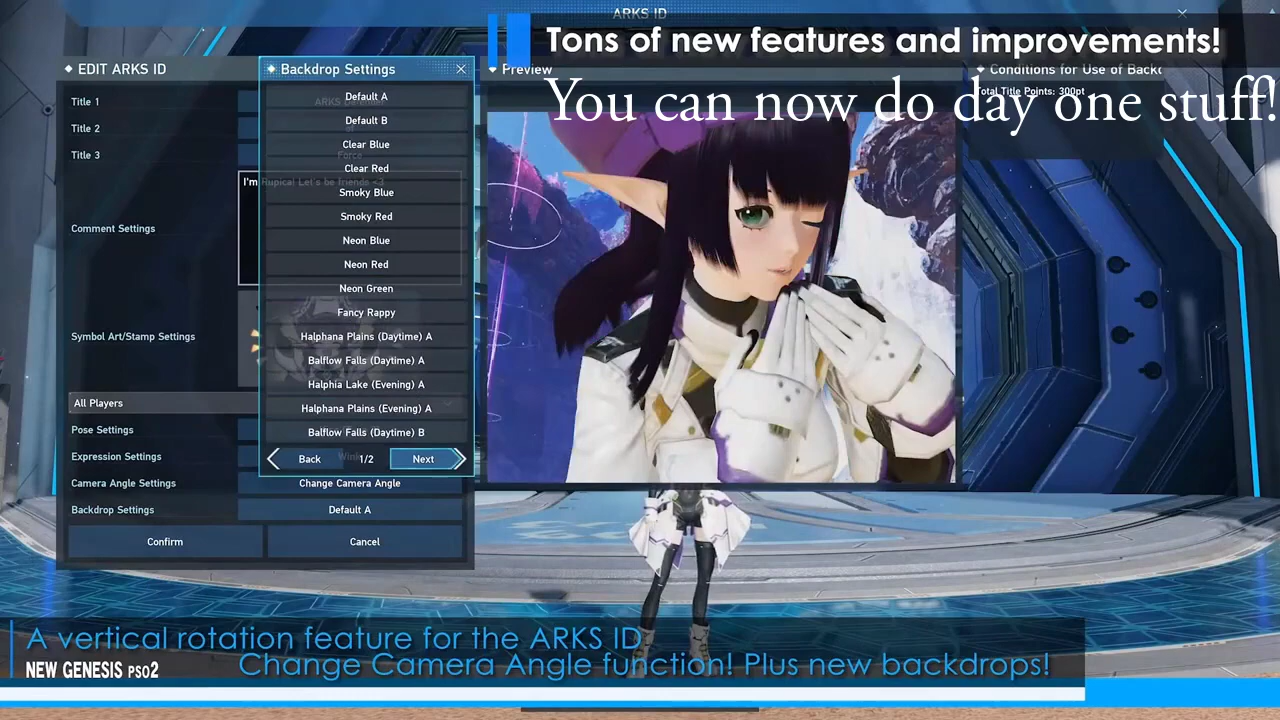 ARKS ID
Tons of new features and improvements!
You can now do day one stuff!
EDIT ARKS ID
Backdrop Settings
Preview
Conditions for Use of Backd
Total Title Points: 300pt
Title 1
Title 2
Title 3
Comment Settings
I'm Rupica! Let's be friends <3
Symbol Art/Stamp Settings
All Players
Pose Settings
Expression Settings
Camera Angle Settings
Backdrop Settings
Default A
Default B
Clear Blue
Clear Red
Smoky Blue
Smoky Red
Neon Blue
Neon Red
Neon Green
Fancy Rappy
Halphana Plains (Daytime) A
Balflow Falls (Daytime) A
Halphia Lake (Evening) A
Halphana Plains (Evening) A
Balflow Falls (Daytime) B
Back
1/2
Next
Change Camera Angle
Default A
Confirm
Cancel
A vertical rotation feature for the ARKS ID
Change Camera Angle function! Plus new backdrops!
NEW GENESIS PSO2